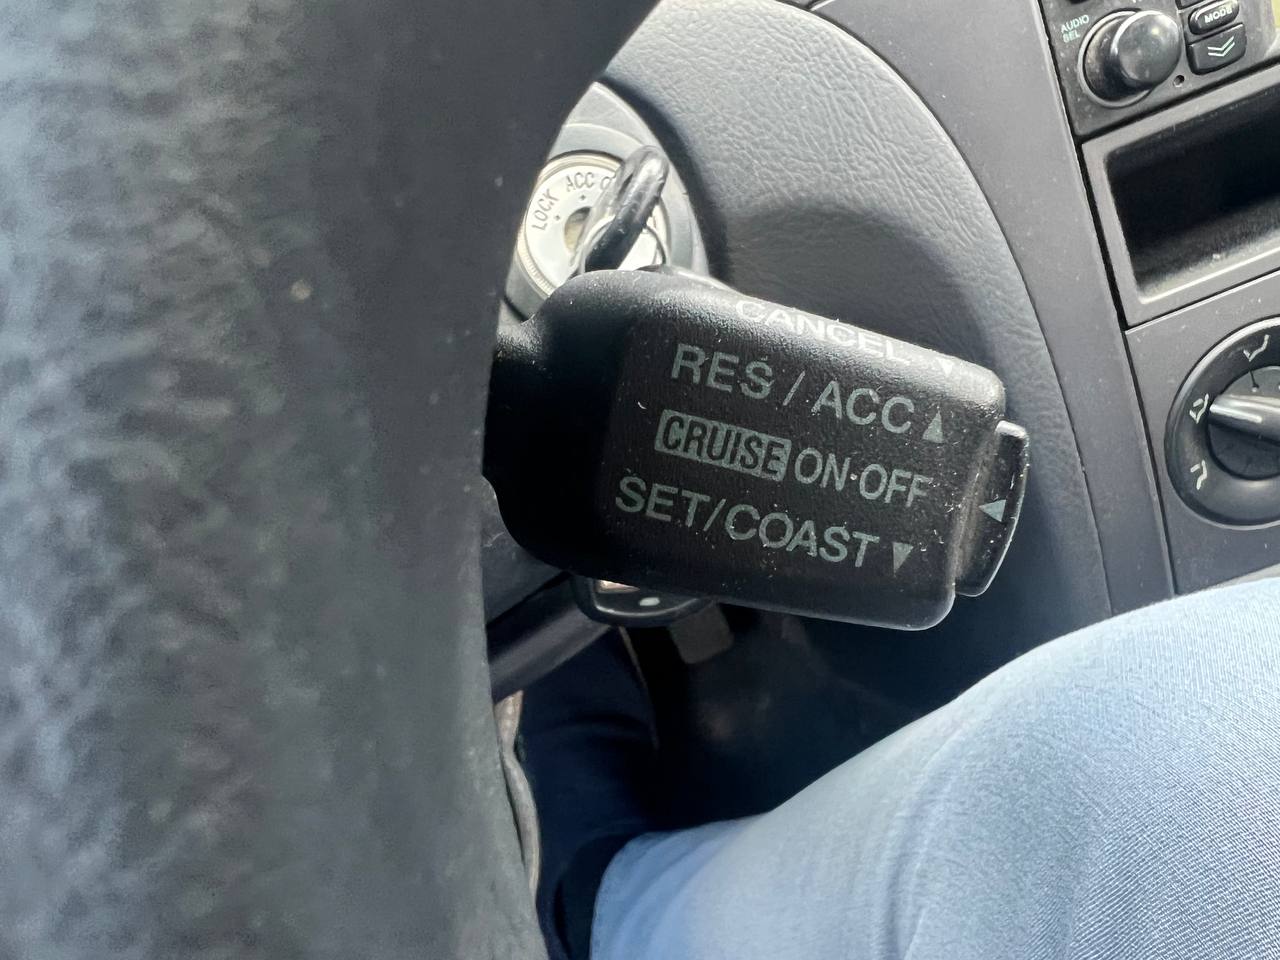 AUDIO
SEL
MODE
LOCK ACC
CANCEL
RES / ACC ▲
CRUISE ON·OFF
SET/COAST ▼